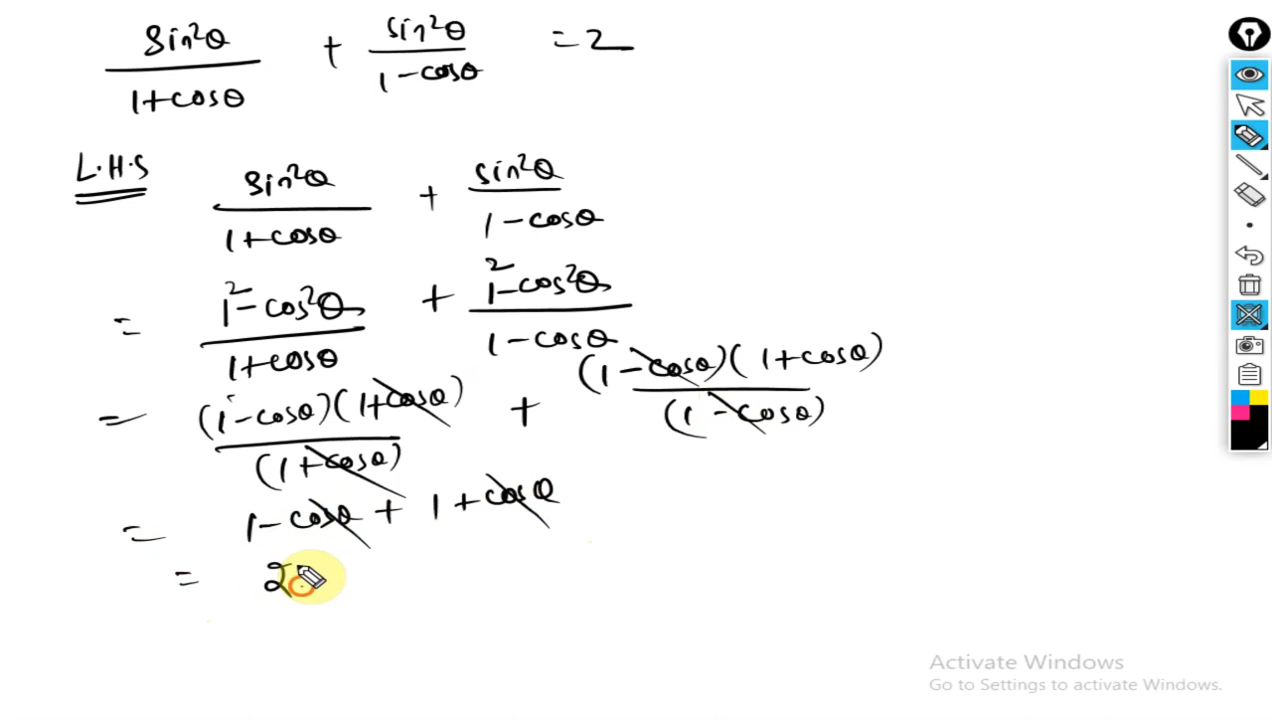 sin²θ/(1+cosθ) + sin²θ/(1-cosθ) = 2
L.H.S sin²θ/(1+cosθ) + sin²θ/(1-cosθ)
= (1²-cos²θ)/(1+cosθ) + (1²-cos²θ)/(1-cosθ)
= (1-cosθ)(1+cosθ)/(1+cosθ) + (1-cosθ)(1+cosθ)/(1-cosθ)
= 1-cosθ + 1+cosθ
= 2
Activate Windows
Go to Settings to activate Windows.